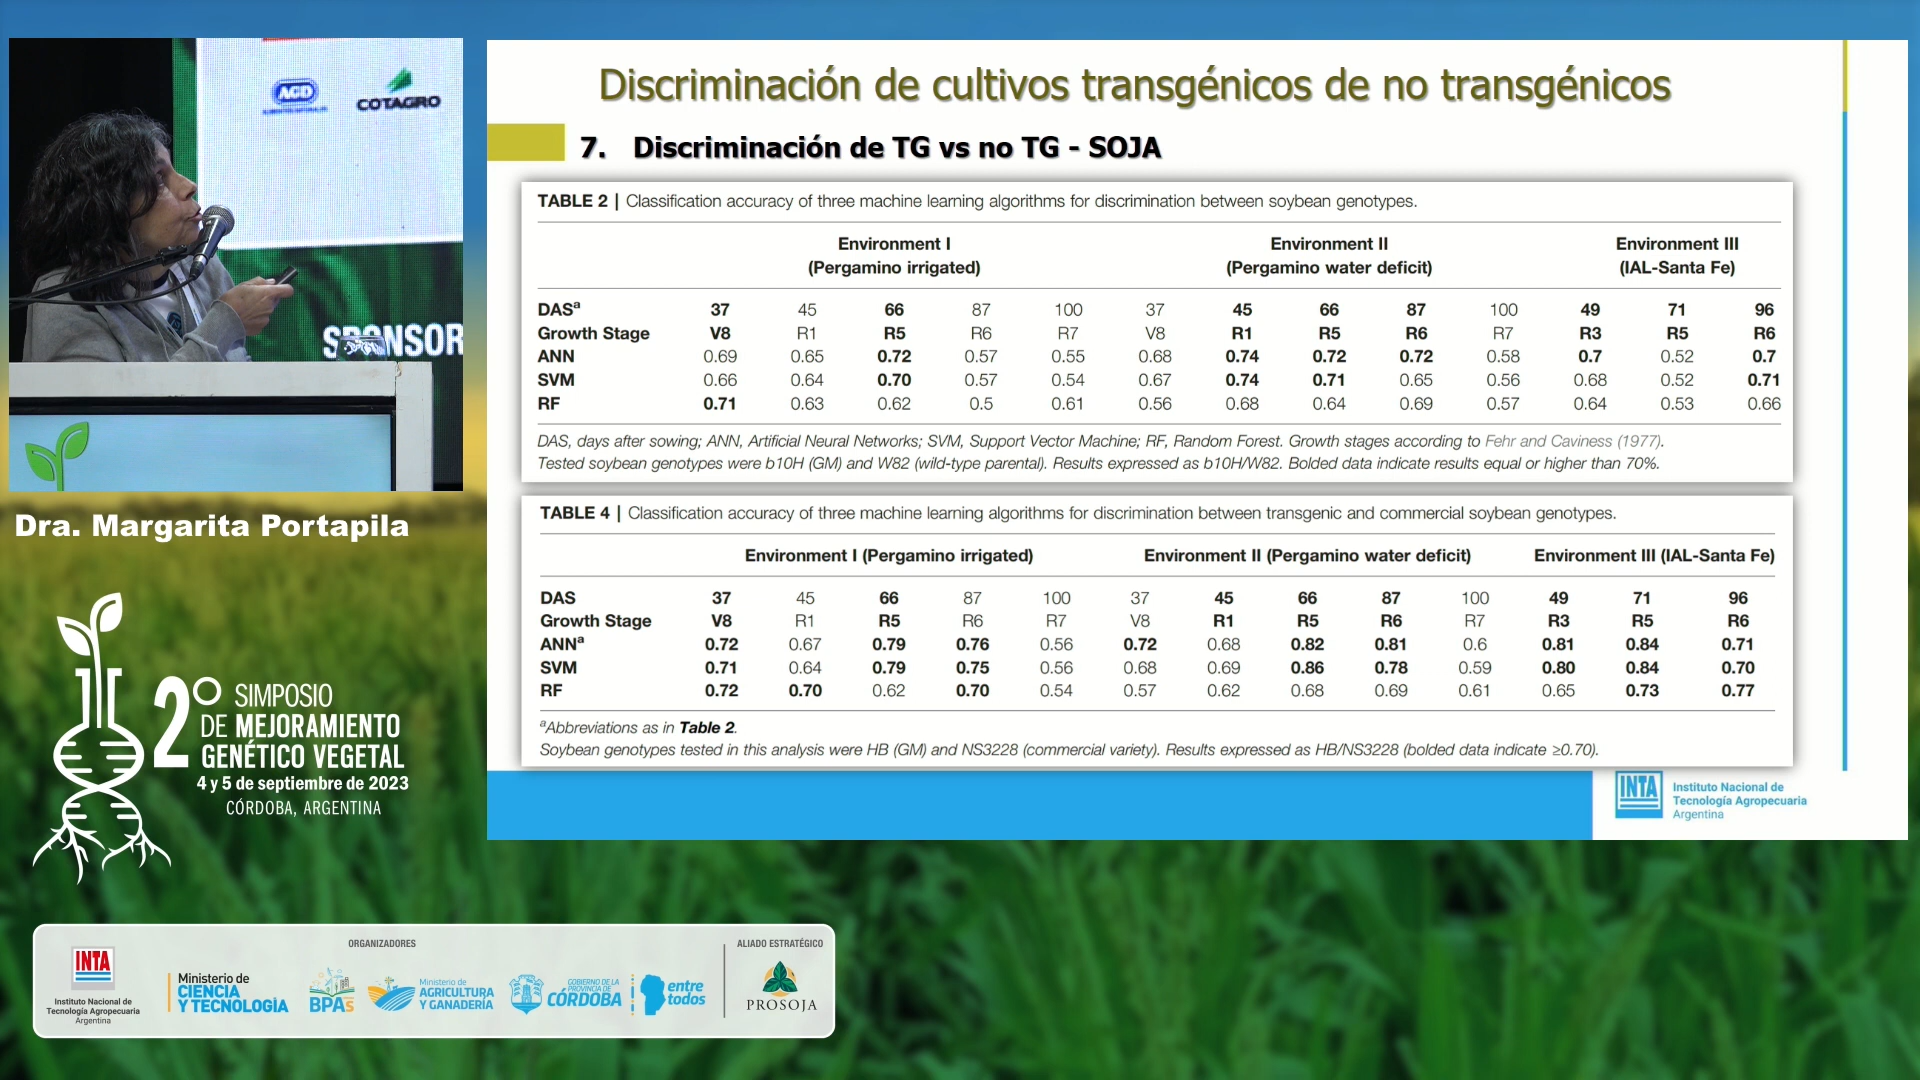 AGD
COTAGRO
SPONSOR
Dra. Margarita Portapila
2° SIMPOSIO
DE MEJORAMIENTO
GENÉTICO VEGETAL
4 y 5 de septiembre de 2023
CÓRDOBA, ARGENTINA
Discriminación de cultivos transgénicos de no transgénicos
7. Discriminación de TG vs no TG - SOJA
TABLE 2 | Classification accuracy of three machine learning algorithms for discrimination between soybean genotypes.
Environment I Environment II Environment III
(Pergamino irrigated) (Pergamino water deficit) (IAL-Santa Fe)
DASa 37 45 66 87 100 37 45 66 87 100 49 71 96
Growth Stage V8 R1 R5 R6 R7 V8 R1 R5 R6 R7 R3 R5 R6
ANN 0.69 0.65 0.72 0.57 0.55 0.68 0.74 0.72 0.72 0.58 0.7 0.52 0.7
SVM 0.66 0.64 0.70 0.57 0.54 0.67 0.74 0.71 0.65 0.56 0.68 0.52 0.71
RF 0.71 0.63 0.62 0.5 0.61 0.56 0.68 0.64 0.69 0.57 0.64 0.53 0.66
DAS, days after sowing; ANN, Artificial Neural Networks; SVM, Support Vector Machine; RF, Random Forest. Growth stages according to Fehr and Caviness (1977).
Tested soybean genotypes were b10H (GM) and W82 (wild-type parental). Results expressed as b10H/W82. Bolded data indicate results equal or higher than 70%.
TABLE 4 | Classification accuracy of three machine learning algorithms for discrimination between transgenic and commercial soybean genotypes.
Environment I (Pergamino irrigated) Environment II (Pergamino water deficit) Environment III (IAL-Santa Fe)
DAS 37 45 66 87 100 37 45 66 87 100 49 71 96
Growth Stage V8 R1 R5 R6 R7 V8 R1 R5 R6 R7 R3 R5 R6
ANNa 0.72 0.67 0.79 0.76 0.56 0.72 0.68 0.82 0.81 0.6 0.81 0.84 0.71
SVM 0.71 0.64 0.79 0.75 0.56 0.68 0.69 0.86 0.78 0.59 0.80 0.84 0.70
RF 0.72 0.70 0.62 0.70 0.54 0.57 0.62 0.68 0.69 0.61 0.65 0.73 0.77
aAbbreviations as in Table 2.
Soybean genotypes tested in this analysis were HB (GM) and NS3228 (commercial variety). Results expressed as HB/NS3228 (bolded data indicate ≥0.70).
INTA
Instituto Nacional de
Tecnología Agropecuaria
Argentina
ORGANIZADORES
ALIADO ESTRATÉGICO
INTA
Instituto Nacional de
Tecnología Agropecuaria
Argentina
Ministerio de
CIENCIA
Y TECNOLOGÍA
BPAs
Ministerio de
AGRICULTURA
Y GANADERÍA
GOBIERNO DE LA
PROVINCIA DE
CÓRDOBA
entre
todos
PROSOJA